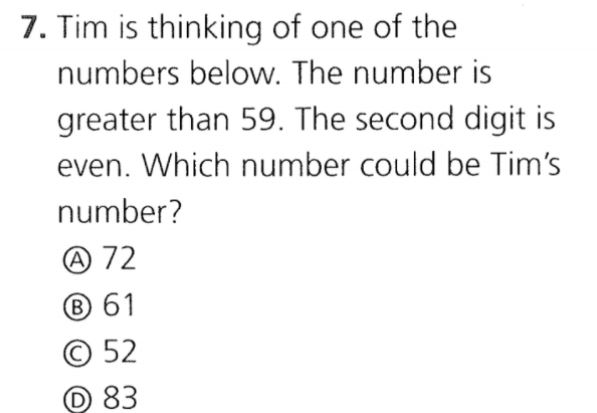 7. Tim is thinking of one of the
numbers below. The number is
greater than 59. The second digit is
even. Which number could be Tim's
number?
Ⓐ 72
Ⓑ 61
Ⓒ 52
Ⓓ 83